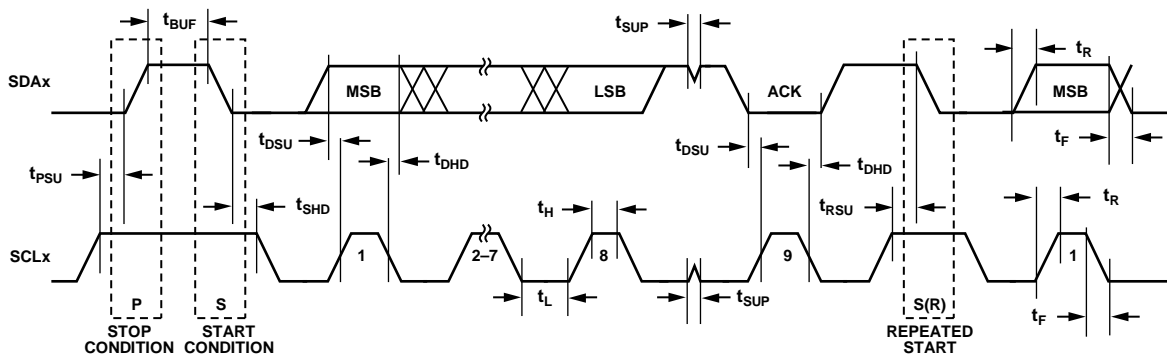 tBUF
tSUP
tR
SDAx
MSB
LSB
ACK
MSB
tDSU
tDHD
tDSU
tDHD
tF
tPSU
tSHD
tH
tRSU
tR
SCLx
1
2–7
8
9
1
P
S
tL
tSUP
S(R)
tF
STOP
CONDITION
START
CONDITION
REPEATED
START